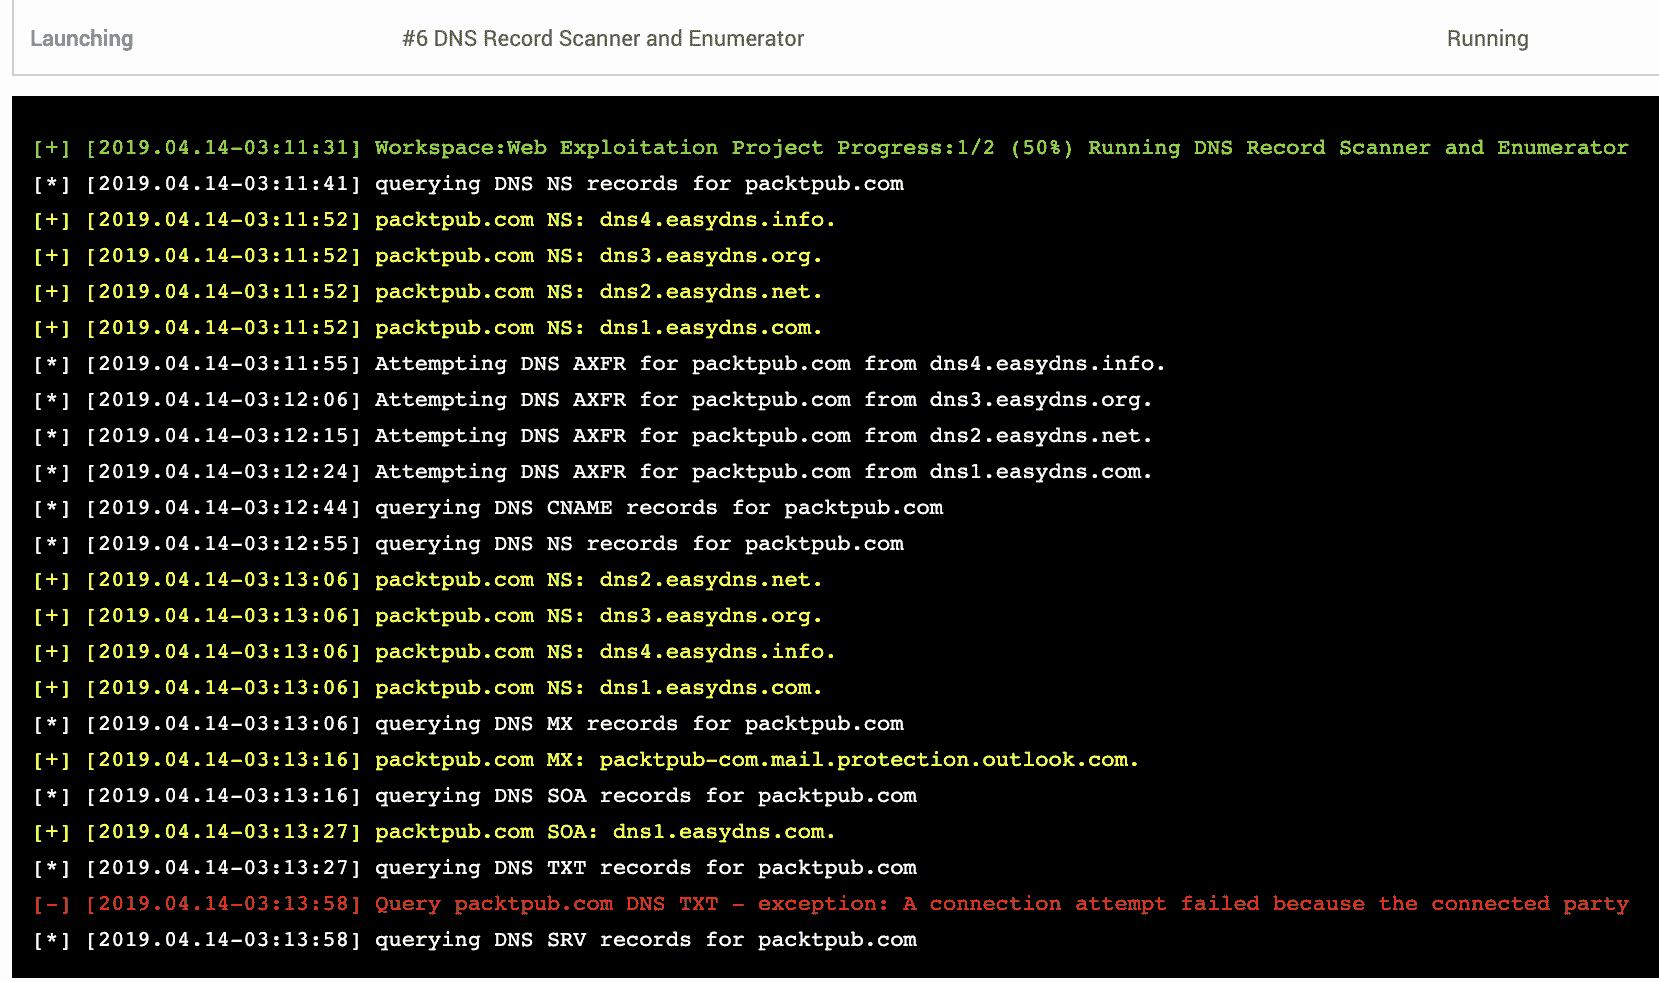 Launching #6 DNS Record Scanner and Enumerator Running
[+] [2019.04.14-03:11:31] Workspace:Web Exploitation Project Progress:1/2 (50%) Running DNS Record Scanner and Enumerator
[*] [2019.04.14-03:11:41] querying DNS NS records for packtpub.com
[+] [2019.04.14-03:11:52] packtpub.com NS: dns4.easydns.info.
[+] [2019.04.14-03:11:52] packtpub.com NS: dns3.easydns.org.
[+] [2019.04.14-03:11:52] packtpub.com NS: dns2.easydns.net.
[+] [2019.04.14-03:11:52] packtpub.com NS: dns1.easydns.com.
[*] [2019.04.14-03:11:55] Attempting DNS AXFR for packtpub.com from dns4.easydns.info.
[*] [2019.04.14-03:12:06] Attempting DNS AXFR for packtpub.com from dns3.easydns.org.
[*] [2019.04.14-03:12:15] Attempting DNS AXFR for packtpub.com from dns2.easydns.net.
[*] [2019.04.14-03:12:24] Attempting DNS AXFR for packtpub.com from dns1.easydns.com.
[*] [2019.04.14-03:12:44] querying DNS CNAME records for packtpub.com
[*] [2019.04.14-03:12:55] querying DNS NS records for packtpub.com
[+] [2019.04.14-03:13:06] packtpub.com NS: dns2.easydns.net.
[+] [2019.04.14-03:13:06] packtpub.com NS: dns3.easydns.org.
[+] [2019.04.14-03:13:06] packtpub.com NS: dns4.easydns.info.
[+] [2019.04.14-03:13:06] packtpub.com NS: dns1.easydns.com.
[*] [2019.04.14-03:13:06] querying DNS MX records for packtpub.com
[+] [2019.04.14-03:13:16] packtpub.com MX: packtpub-com.mail.protection.outlook.com.
[*] [2019.04.14-03:13:16] querying DNS SOA records for packtpub.com
[+] [2019.04.14-03:13:27] packtpub.com SOA: dns1.easydns.com.
[*] [2019.04.14-03:13:27] querying DNS TXT records for packtpub.com
[-] [2019.04.14-03:13:58] Query packtpub.com DNS TXT - exception: A connection attempt failed because the connected party
[*] [2019.04.14-03:13:58] querying DNS SRV records for packtpub.com